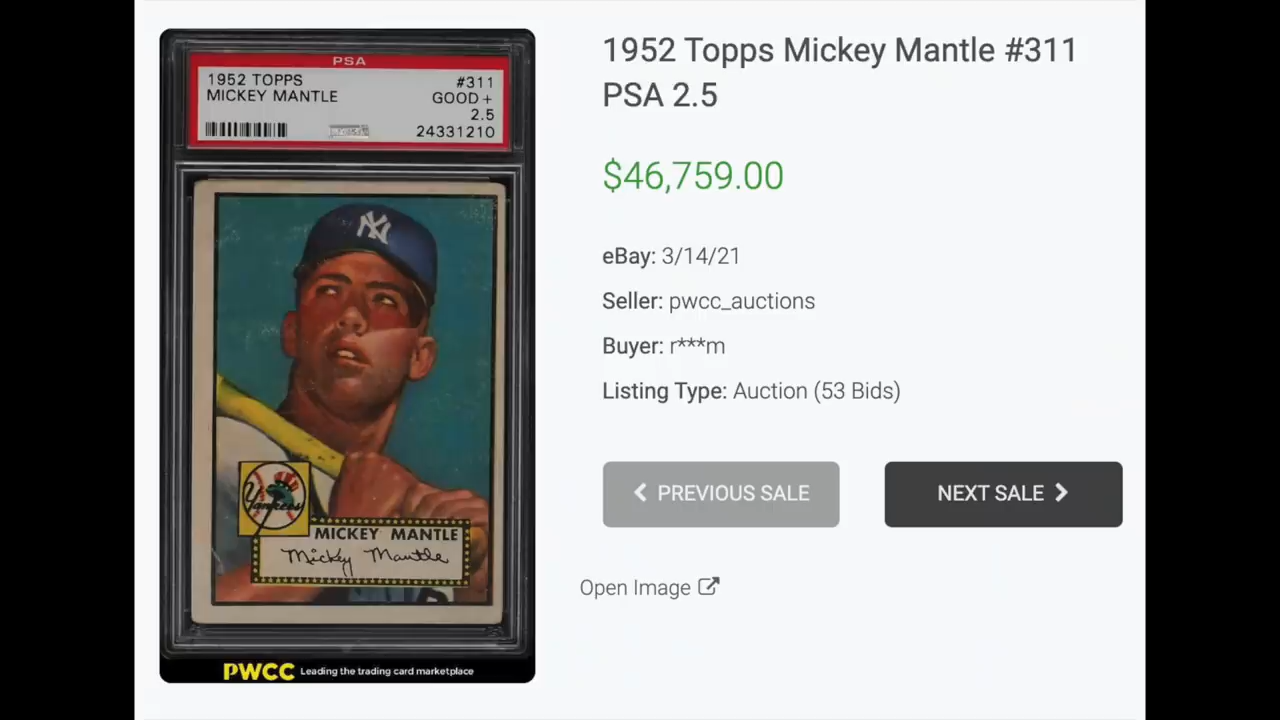 PSA
1952 TOPPS #311
MICKEY MANTLE GOOD +
2.5
24331210
NY
Yankees
MICKEY MANTLE
Mickey Mantle
PWCC Leading the trading card marketplace
1952 Topps Mickey Mantle #311
PSA 2.5
$46,759.00
eBay: 3/14/21
Seller: pwcc_auctions
Buyer: r***m
Listing Type: Auction (53 Bids)
PREVIOUS SALE
NEXT SALE
Open Image